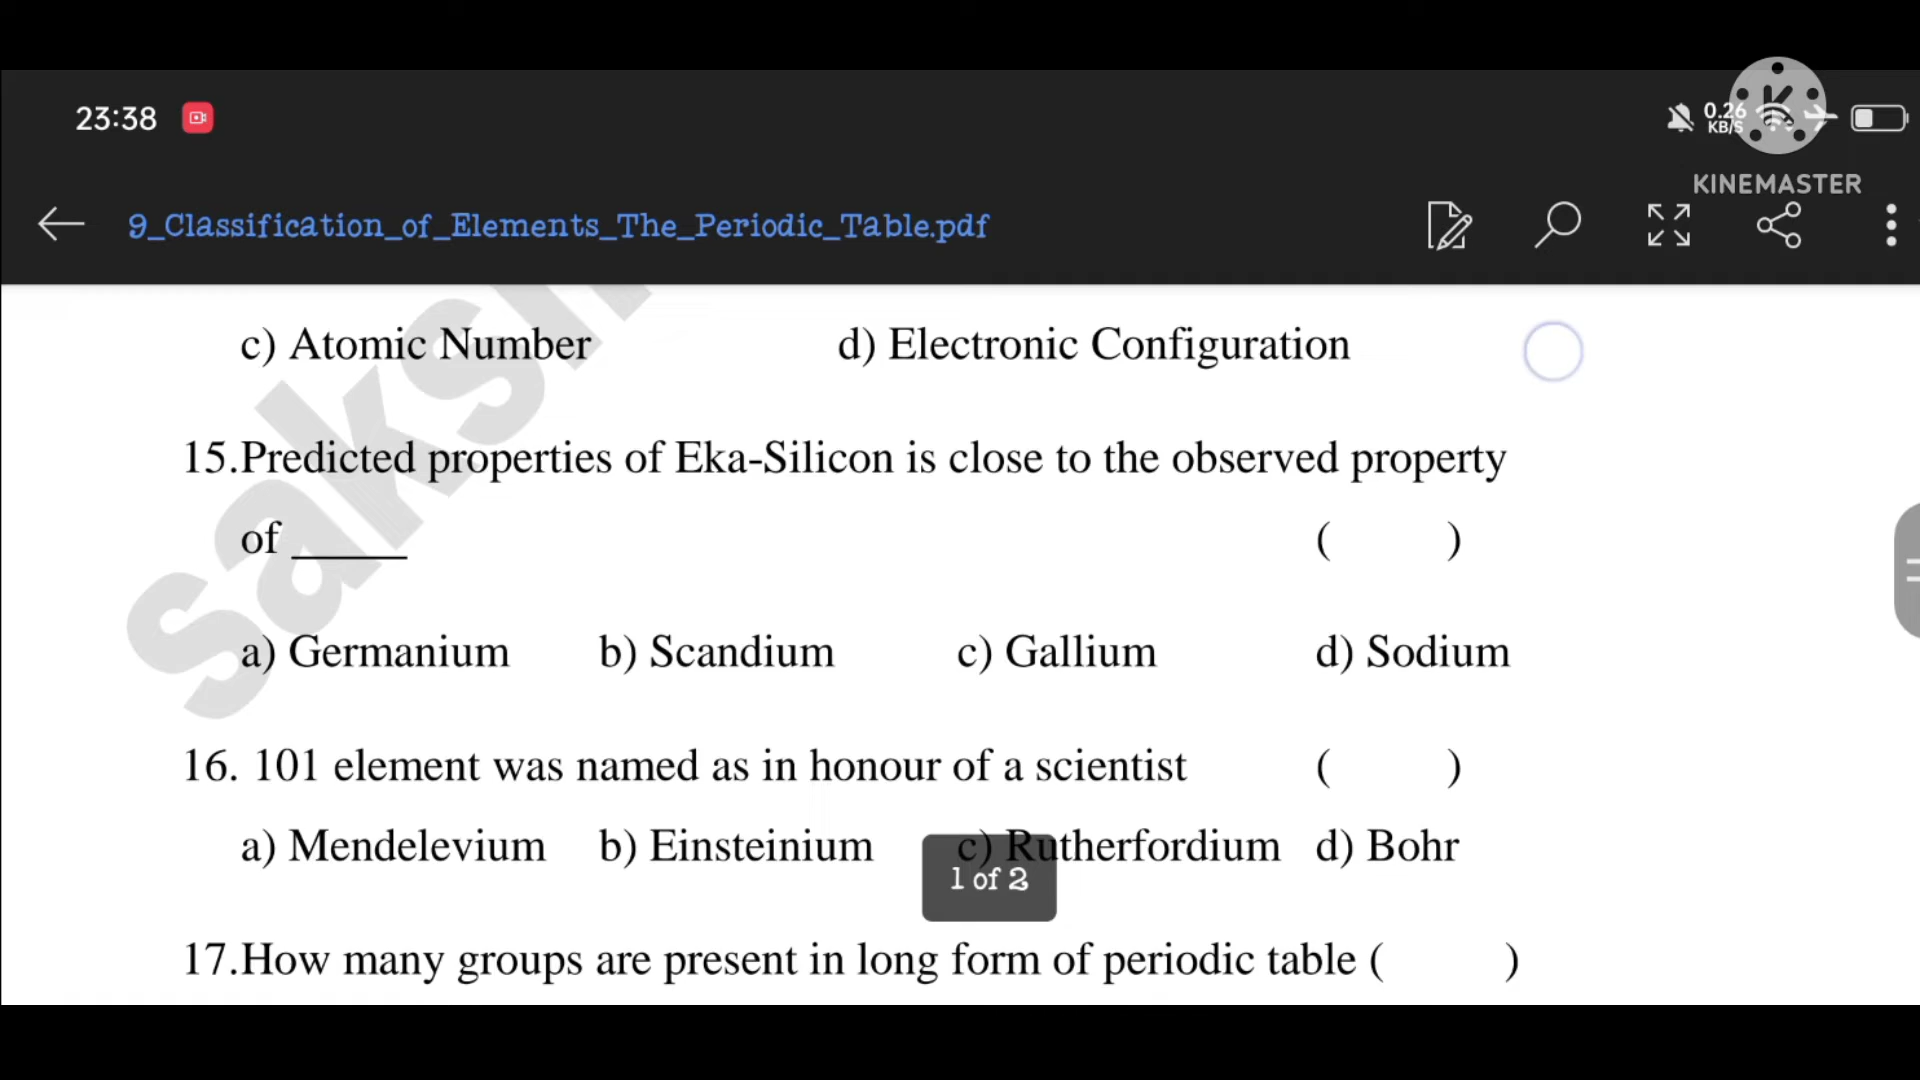 23:38
0.26
KB/S
KINEMASTER
9_Classification_of_Elements_The_Periodic_Table.pdf
c) Atomic Number d) Electronic Configuration
15.Predicted properties of Eka-Silicon is close to the observed property
of _____ ( )
a) Germanium b) Scandium c) Gallium d) Sodium
16. 101 element was named as in honour of a scientist ( )
a) Mendelevium b) Einsteinium c) Rutherfordium d) Bohr
1 of 2
17.How many groups are present in long form of periodic table ( )